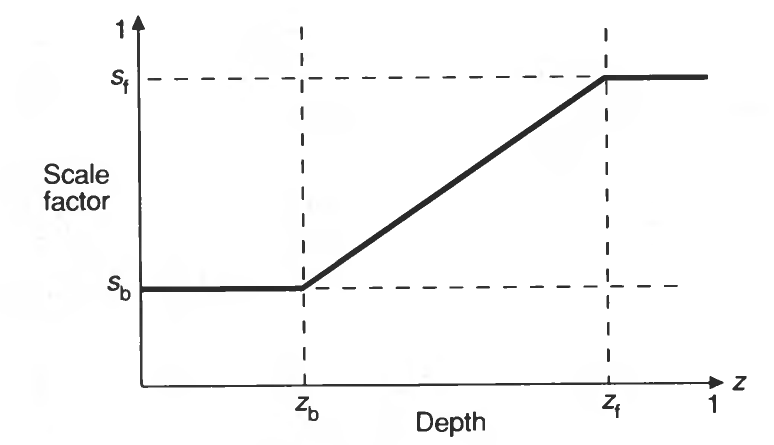 1
s_f
Scale
factor
s_b
z_b
Depth
z_f
1
z